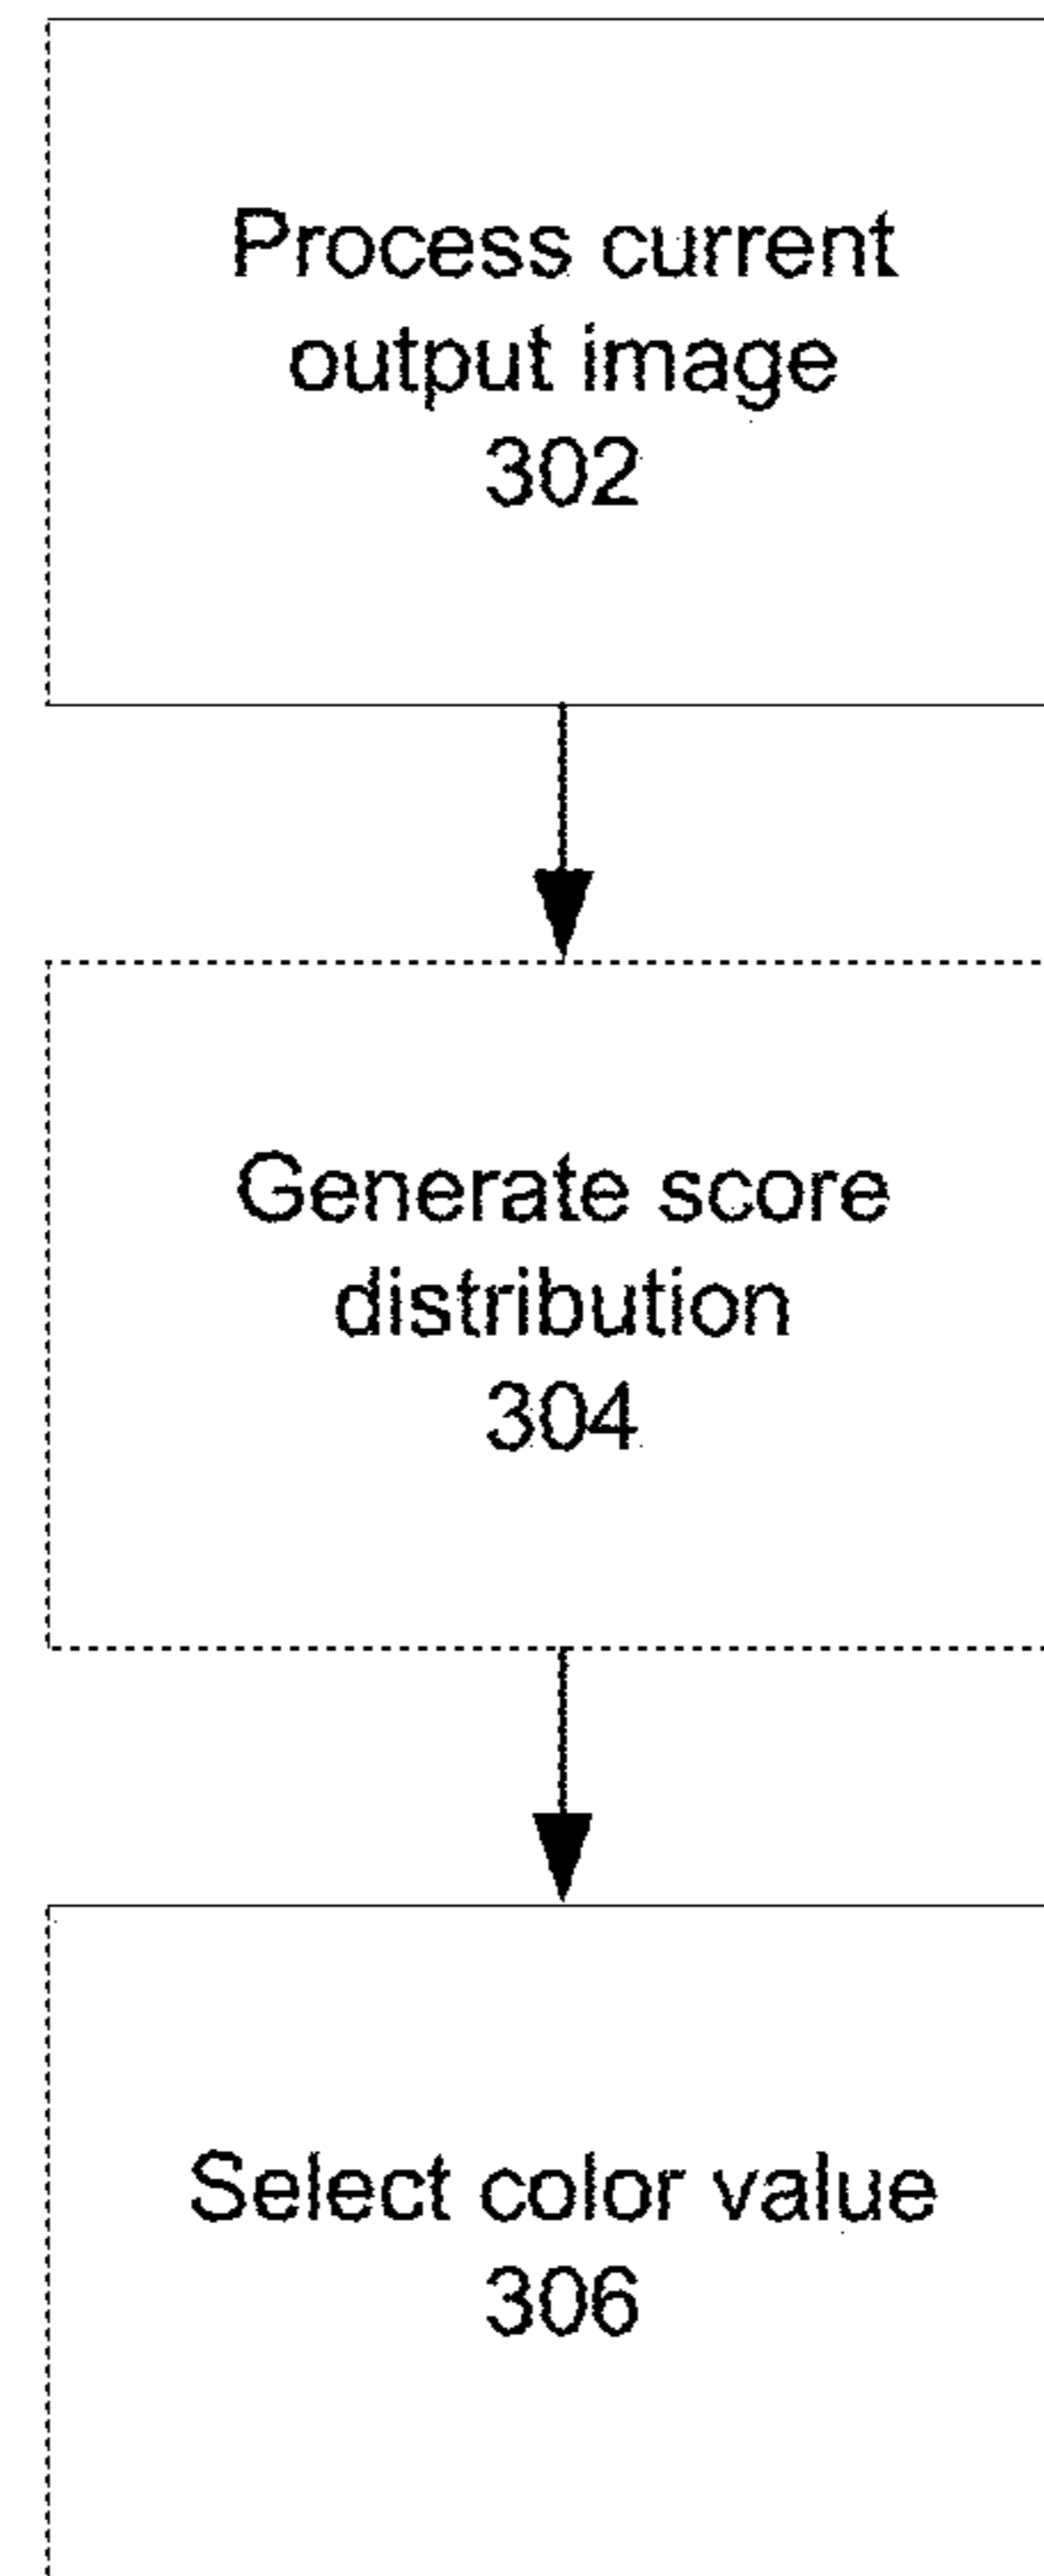 Process current
output image
302
Generate score
distribution
304
Select color value
306